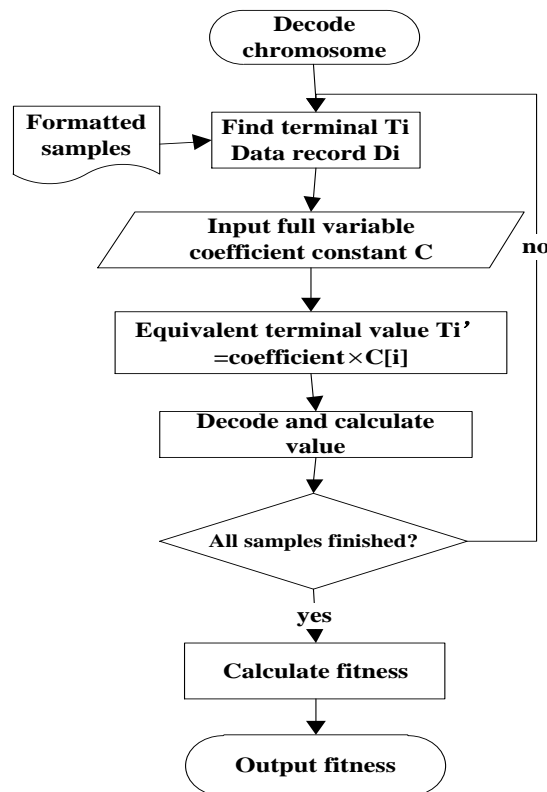 Decode
chromosome
Formatted
samples
Find terminal Ti
Data record Di
Input full variable
coefficient constant C
no
Equivalent terminal value Ti’
=coefficient×C[i]
Decode and calculate
value
All samples finished?
yes
Calculate fitness
Output fitness